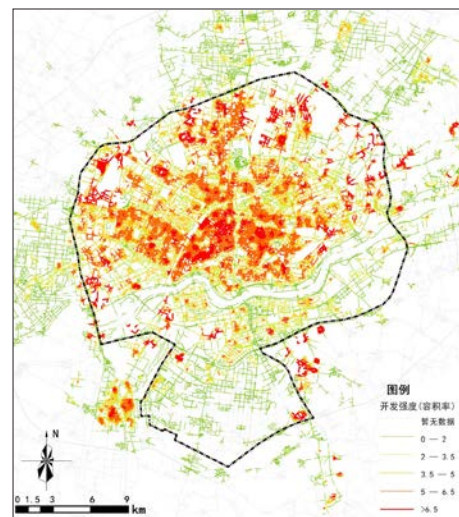 N
0 1.5 3 6 9
km
图例
开发强度(容积率)
暂无数据
0 — 2
2 — 3.5
3.5 — 5
5 — 6.5
>6.5